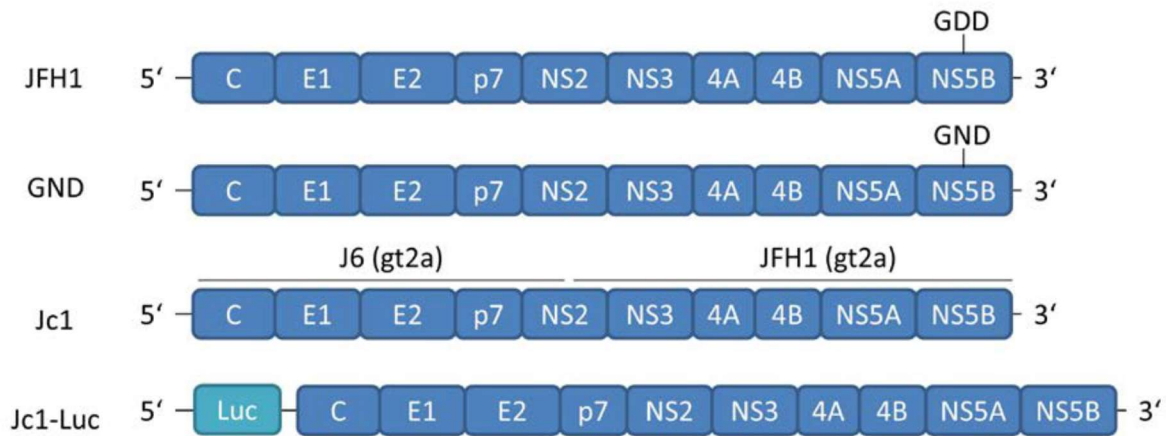 GDD
JFH1 5‘ C E1 E2 p7 NS2 NS3 4A 4B NS5A NS5B 3‘
GND
GND 5‘ C E1 E2 p7 NS2 NS3 4A 4B NS5A NS5B 3‘
J6 (gt2a) JFH1 (gt2a)
Jc1 5‘ C E1 E2 p7 NS2 NS3 4A 4B NS5A NS5B 3‘
Jc1-Luc 5‘ Luc C E1 E2 p7 NS2 NS3 4A 4B NS5A NS5B 3‘